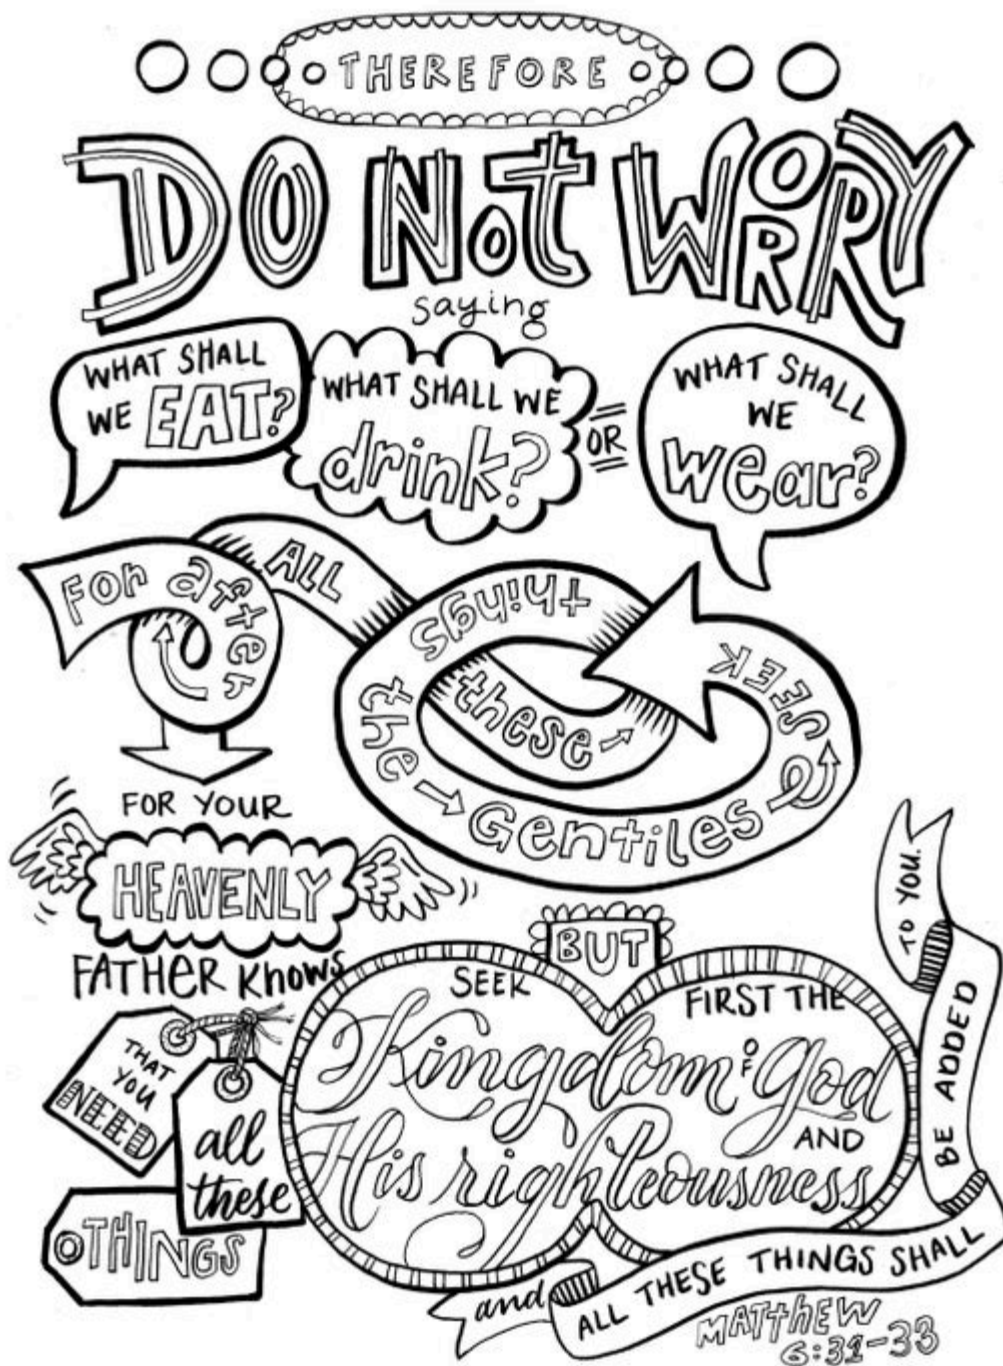 THEREFORE
DO NOT WORRY
saying
WHAT SHALL
WE EAT?
WHAT SHALL WE
drink?
OR
WHAT SHALL
WE
wear?
For after
ALL
these
things
the
Gentiles
SEEK
FOR YOUR
HEAVENLY
FATHER Knows
THAT
YOU
NEED
all
these
THINGS
BUT
SEEK
FIRST THE
Kingdom OF God
AND
His righteousness
and
ALL THESE THINGS SHALL
BE ADDED
TO YOU.
MATTHEW
6:31-33